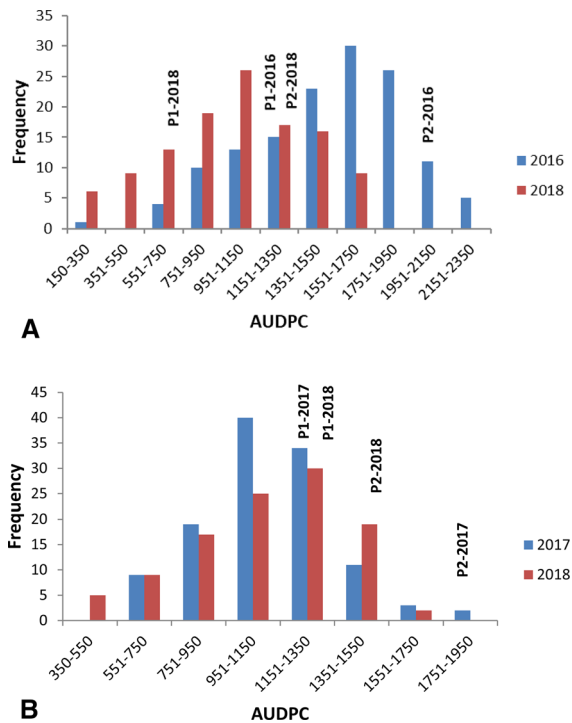 35
30
25
20
15
10
5
0
Frequency
P1-2018
P1-2016
P2-2018
P2-2016
2016
2018
150-350
351-550
551-750
751-950
951-1150
1151-1350
1351-1550
1551-1750
1751-1950
1951-2150
2151-2350
AUDPC
A
45
40
35
30
25
20
15
10
5
0
Frequency
P1-2017
P1-2018
P2-2018
P2-2017
2017
2018
350-550
551-750
751-950
951-1150
1151-1350
1351-1550
1551-1750
1751-1950
AUDPC
B